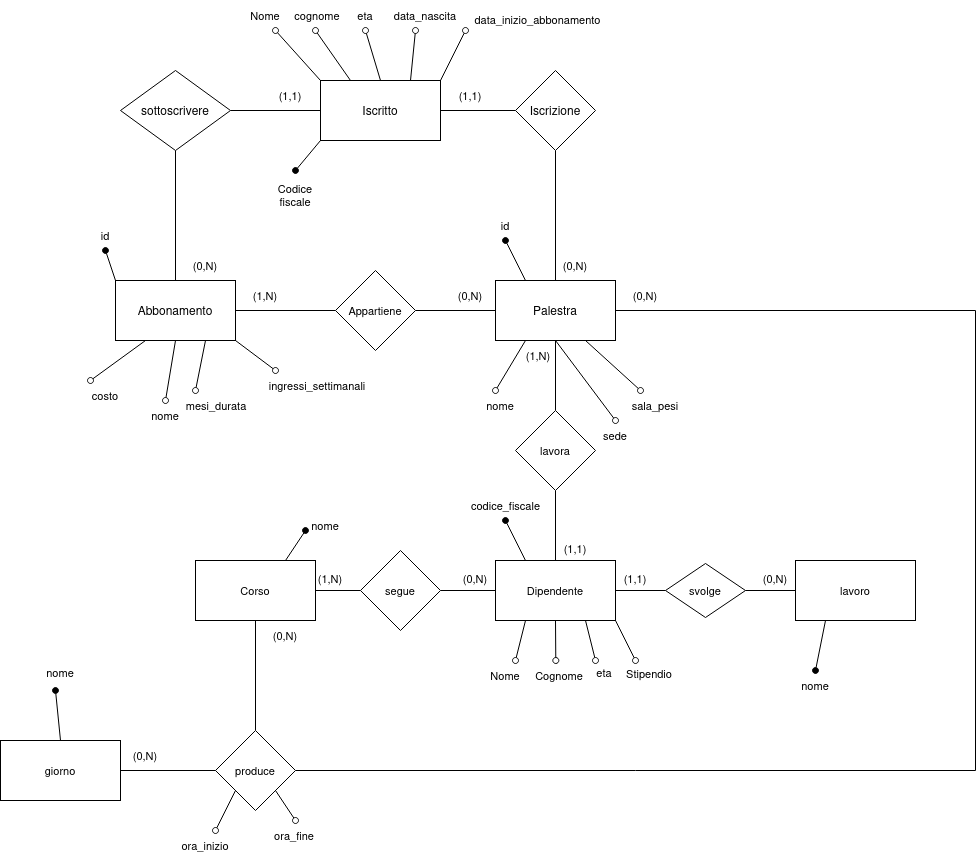 Nome cognome eta data_nascita data_inizio_abbonamento
sottoscrivere (1,1) Iscritto (1,1) Iscrizione
Codice
fiscale
id id
(0,N) (0,N)
(1,N) (0,N) (0,N)
Abbonamento Appartiene Palestra
(1,N)
costo nome mesi_durata ingressi_settimanali nome sede sala_pesi
lavora
codice_fiscale
nome
(1,1)
(1,N) (0,N) (1,1) (0,N)
Corso segue Dipendente svolge lavoro
(0,N)
nome Nome Cognome eta Stipendio nome
(0,N)
giorno produce
ora_inizio ora_fine